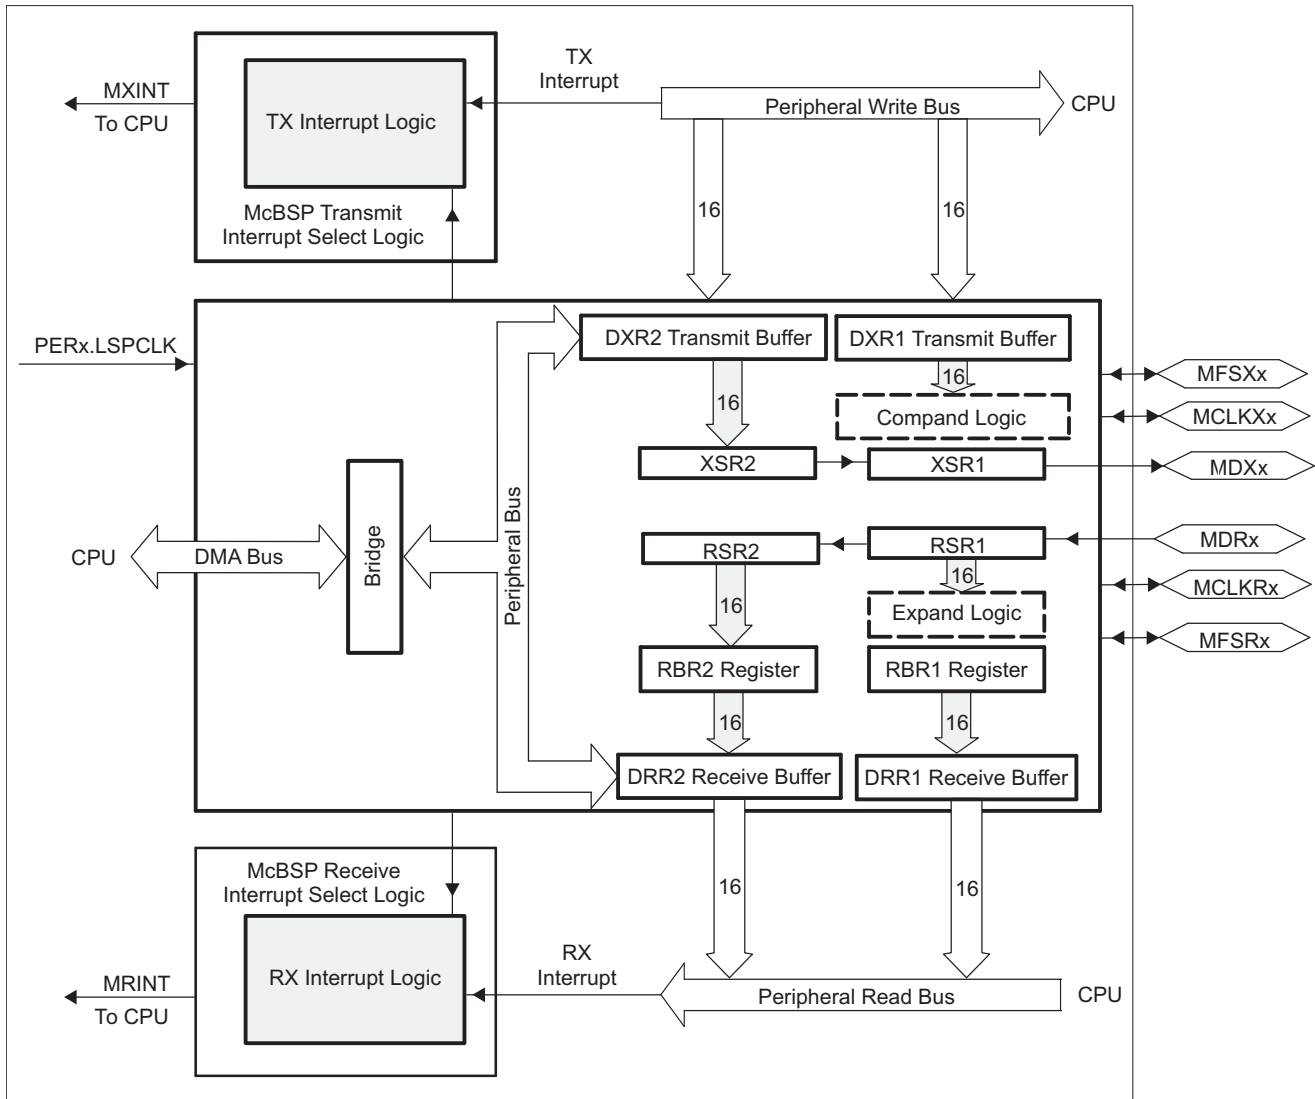 TX
Interrupt
MXINT
To CPU
TX Interrupt Logic
Peripheral Write Bus
CPU
McBSP Transmit
Interrupt Select Logic
16
16
PERx.LSPCLK
DXR2 Transmit Buffer
DXR1 Transmit Buffer
MFSXx
16
16
Compand Logic
MCLKXx
XSR2
XSR1
MDXx
CPU
DMA Bus
Bridge
Peripheral Bus
RSR2
RSR1
MDRx
16
16
Expand Logic
MCLKRx
MFSRx
RBR2 Register
RBR1 Register
16
16
DRR2 Receive Buffer
DRR1 Receive Buffer
McBSP Receive
Interrupt Select Logic
16
16
RX Interrupt Logic
RX
Interrupt
MRINT
To CPU
Peripheral Read Bus
CPU